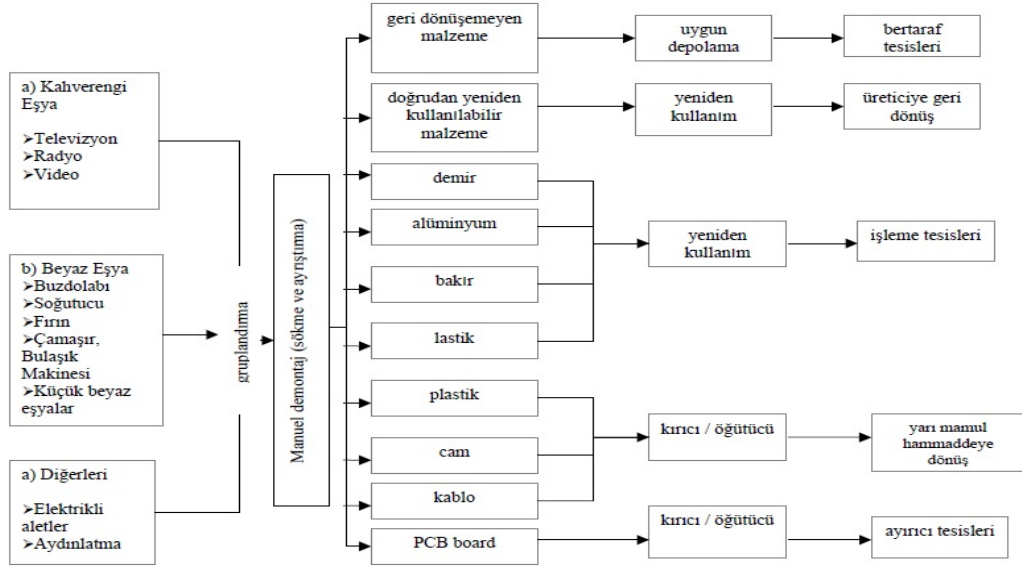 a) Kahverengi
Eşya
➢Televizyon
➢Radyo
➢Video
b) Beyaz Eşya
➢Buzdolabı
➢Soğutucu
➢Fırın
➢Çamaşır,
Bulaşık
Makinesi
➢Küçük beyaz
eşyalar
a) Diğerleri
➢Elektrikli
aletler
➢Aydınlatma
gruplandırma
Manuel demontaj (sökme ve ayrıştırma)
geri dönüşemeyen
malzeme
uygun
depolama
bertaraf
tesisleri
doğrudan yeniden
kullanılabilir
malzeme
yeniden
kullanım
üreticiye geri
dönüş
demir
alüminyum
bakır
lastik
yeniden
kullanım
işleme tesisleri
plastik
cam
kablo
kırıcı / öğütücü
yarı mamul
hammaddeye
dönüş
PCB board
kırıcı / öğütücü
ayırıcı tesisleri